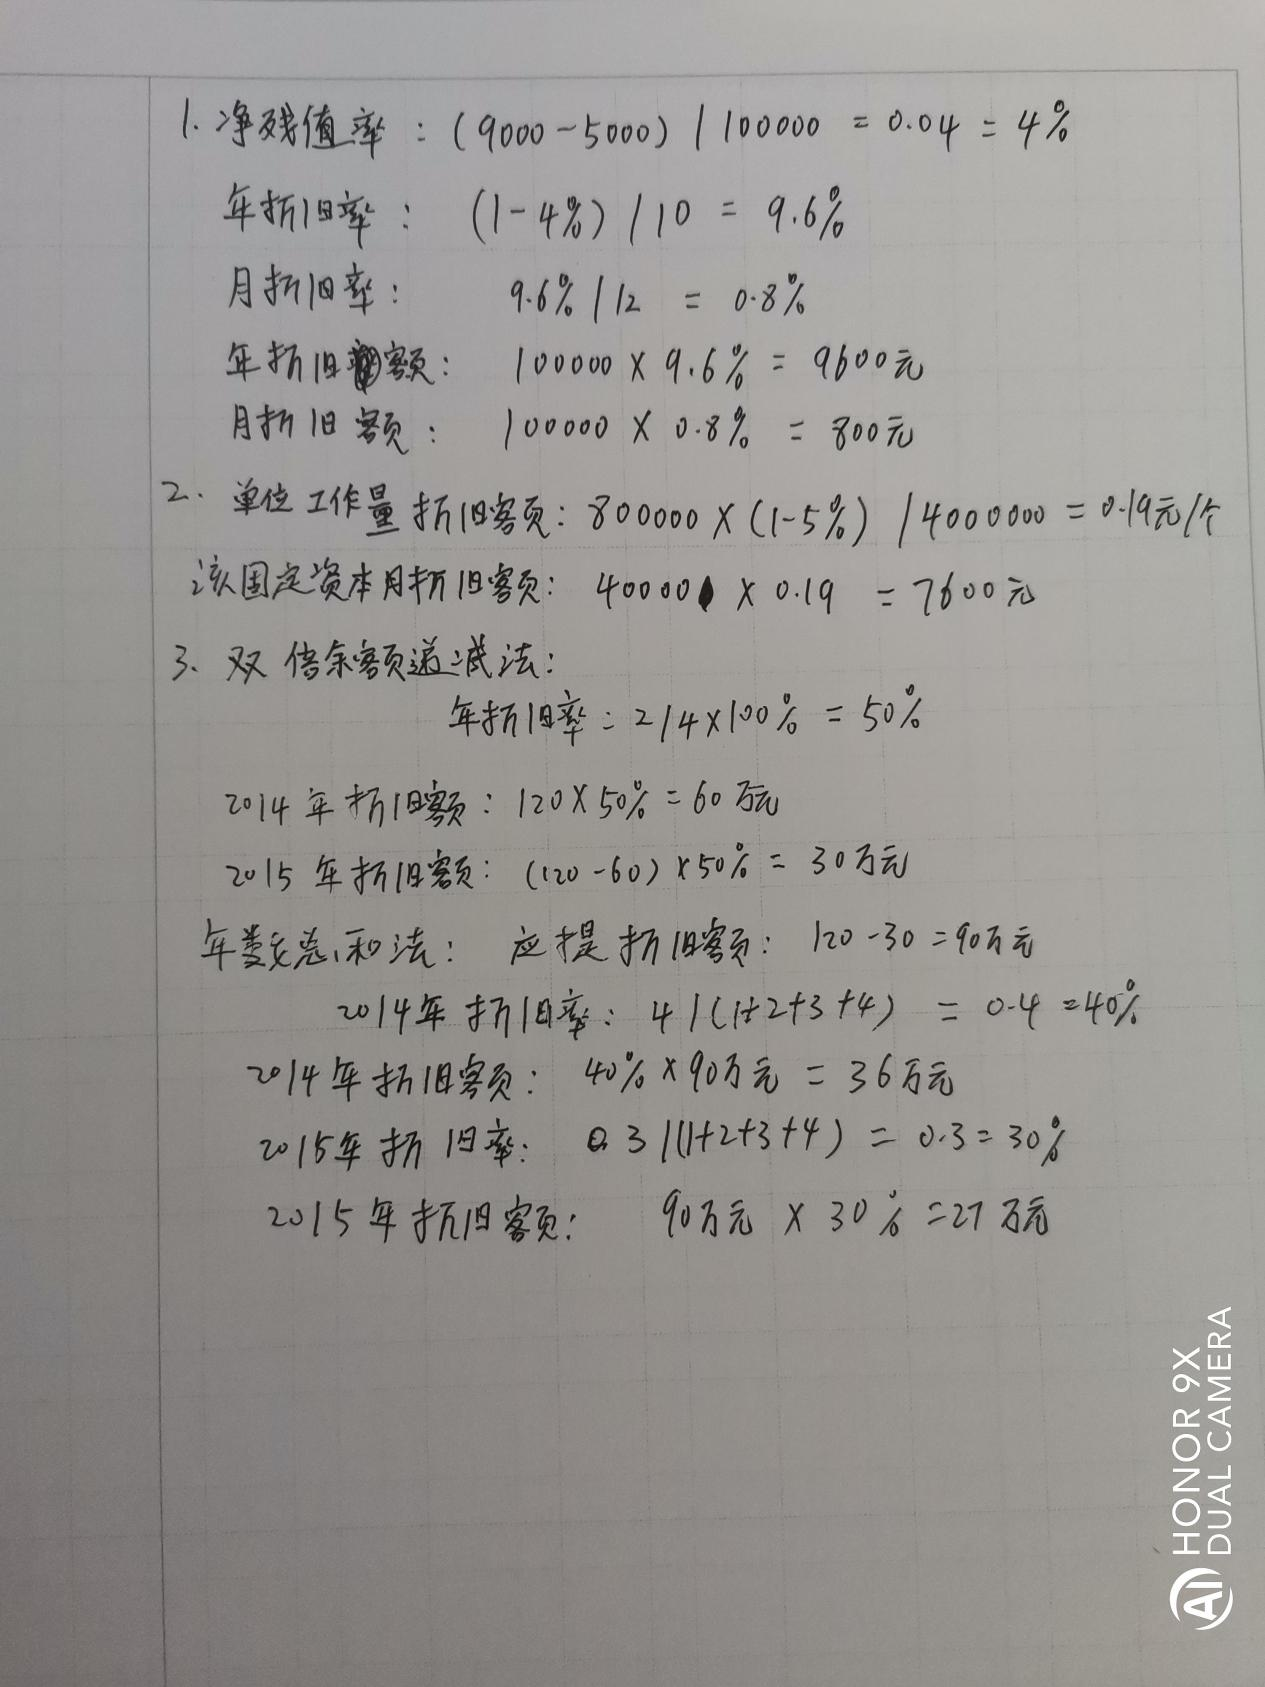 1. 净残值率：(9000-5000) / 100000 = 0.04 = 4%
年折旧率： (1-4%) / 10 = 9.6%
月折旧率： 9.6% / 12 = 0.8%
年折旧额： 100000 × 9.6% = 9600元
月折旧额： 100000 × 0.8% = 800元
2. 单位工作量折旧额：800000 × (1-5%) / 4000000 = 0.19元/个
该固定资本月折旧额： 40000 × 0.19 = 7600元
3. 双倍余额递减法：
年折旧率：2/4×100% = 50%
2014年折旧额：120×50% = 60万元
2015年折旧额：(120-60)×50% = 30万元
年数总和法： 应提折旧额： 120-30=90万元
2014年折旧率：4/(1+2+3+4) = 0.4 = 40%
2014年折旧额： 40%×90万元 = 36万元
2015年折旧率： 3/(1+2+3+4) = 0.3 = 30%
2015年折旧额： 90万元 × 30% = 27万元
HONOR 9X
DUAL CAMERA
AI